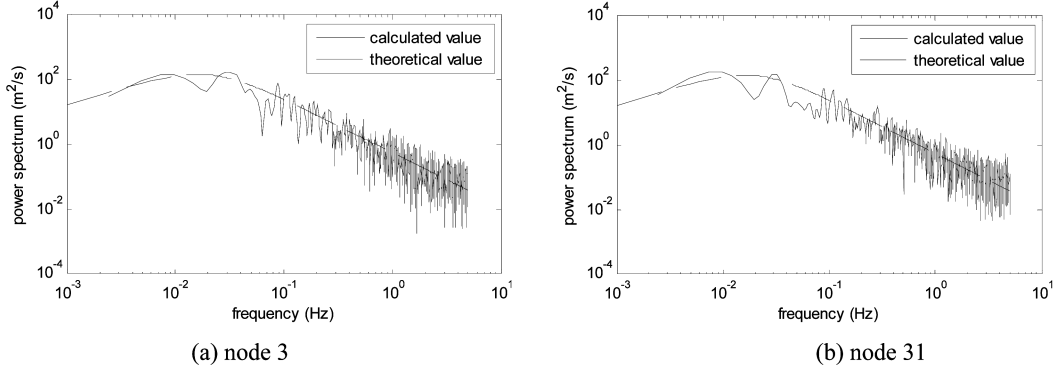 10^4
10^2
10^0
10^-2
10^-4
power spectrum (m^2/s)
calculated value
theoretical value
10^-3
10^-2
10^-1
10^0
10^1
frequency (Hz)
(a) node 3
10^4
10^2
10^0
10^-2
10^-4
power spectrum (m^2/s)
calculated value
theoretical value
10^-3
10^-2
10^-1
10^0
10^1
frequency (Hz)
(b) node 31